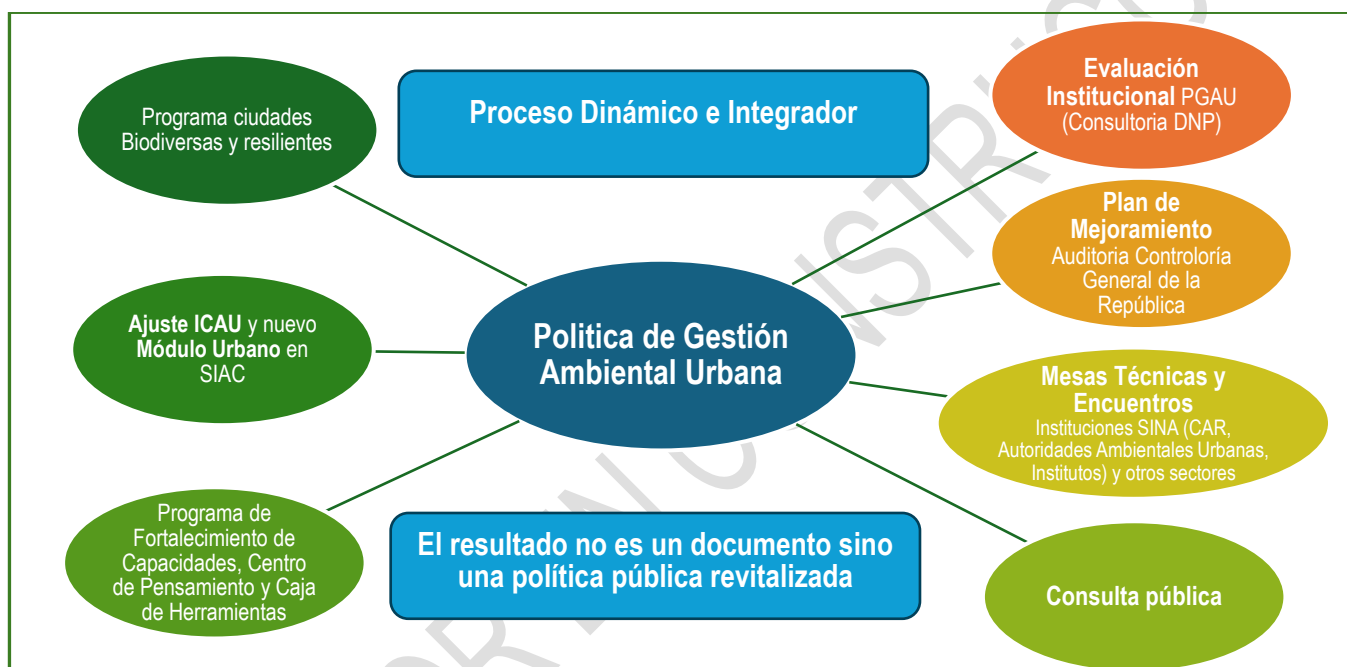 Programa ciudades
Biodiversas y resilientes
Proceso Dinámico e Integrador
Evaluación
Institucional PGAU
(Consultoria DNP)
Plan de
Mejoramiento
Auditoria Controloría
General de la
República
Ajuste ICAU y nuevo
Módulo Urbano en
SIAC
Politica de Gestión
Ambiental Urbana
Mesas Técnicas y
Encuentros
Instituciones SINA (CAR,
Autoridades Ambientales Urbanas,
Institutos) y otros sectores
Programa de
Fortalecimiento de
Capacidades, Centro
de Pensamiento y Caja
de Herramientas
El resultado no es un documento sino
una política pública revitalizada
Consulta pública